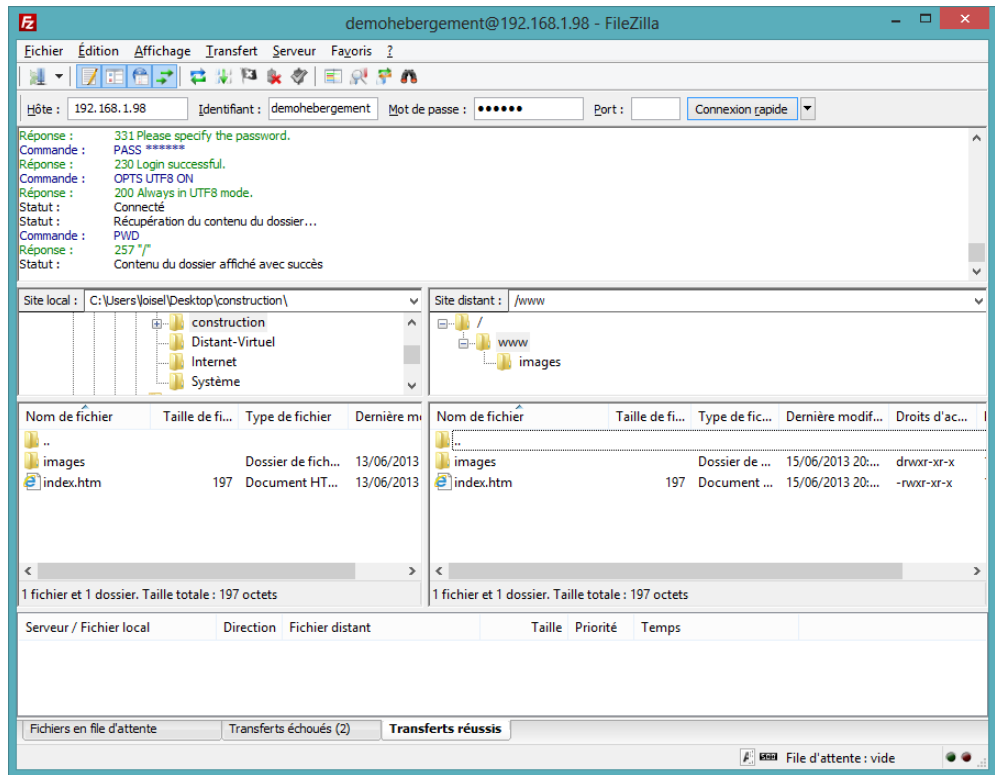 demohebergement@192.168.1.98 - FileZilla
Fichier Édition Affichage Transfert Serveur Favoris ?
Hôte : 192.168.1.98 Identifiant : demohebergement Mot de passe : ●●●●●● Port : Connexion rapide
Réponse : 331 Please specify the password.
Commande : PASS ******
Réponse : 230 Login successful.
Commande : OPTS UTF8 ON
Réponse : 200 Always in UTF8 mode.
Statut : Connecté
Statut : Récupération du contenu du dossier...
Commande : PWD
Réponse : 257 "/"
Statut : Contenu du dossier affiché avec succès
Site local : C:\Users\loisel\Desktop\construction\
construction
Distant-Virtuel
Internet
Système
Site distant : /www
/
www
images
Nom de fichier Taille de fi... Type de fichier Dernière m
..
images Dossier de fich... 13/06/2013
index.htm 197 Document HT... 13/06/2013
1 fichier et 1 dossier. Taille totale : 197 octets
Nom de fichier Taille de fi... Type de fic... Dernière modif... Droits d'ac...
..
images Dossier de ... 15/06/2013 20:... drwxr-xr-x
index.htm 197 Document ... 15/06/2013 20:... -rwxr-xr-x
1 fichier et 1 dossier. Taille totale : 197 octets
Serveur / Fichier local Direction Fichier distant Taille Priorité Temps
Fichiers en file d'attente Transferts échoués (2) Transferts réussis
File d'attente : vide